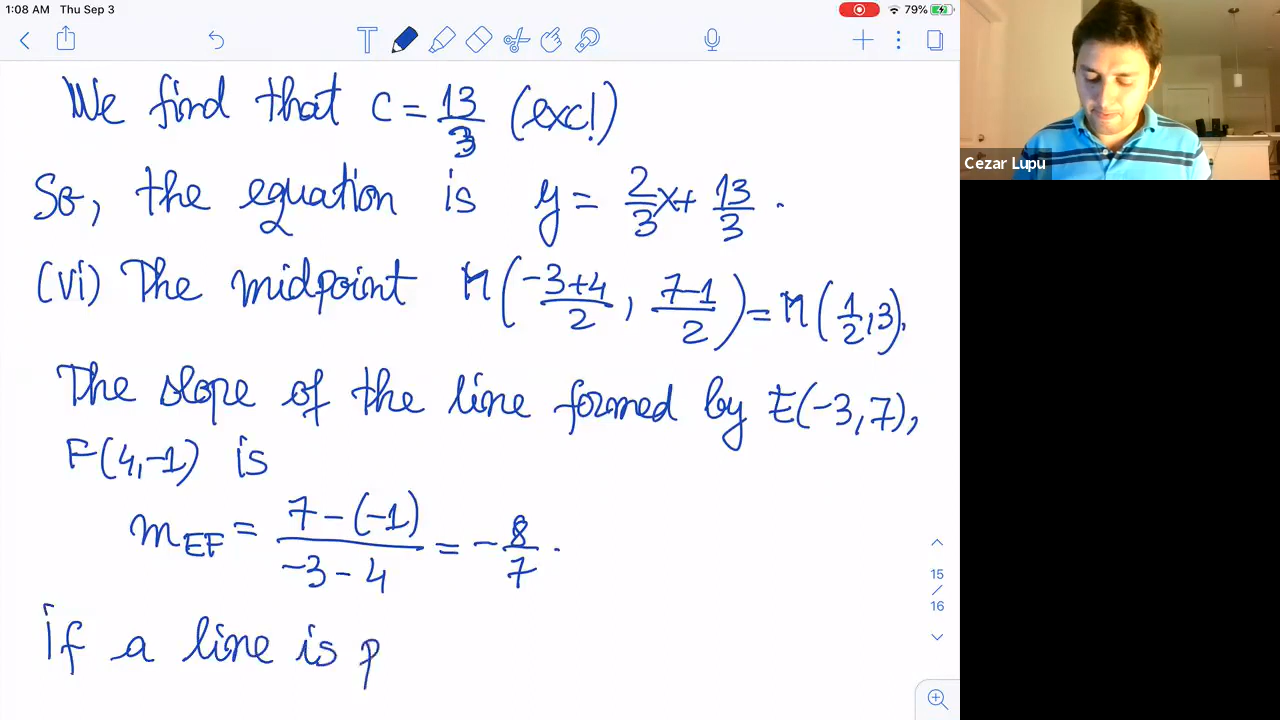 1:08 AM Thu Sep 3
79%
We find that c = 13/3 (exc!)
So, the equation is y = 2/3 x + 13/3 .
(vi) The midpoint M(-3+4/2, 7-1/2) = M(1/2, 3).
The slope of the line formed by E(-3, 7),
F(4, -1) is
m_EF = 7-(-1)/-3-4 = -8/7 .
If a line is p
15
/
16
Cezar Lupu